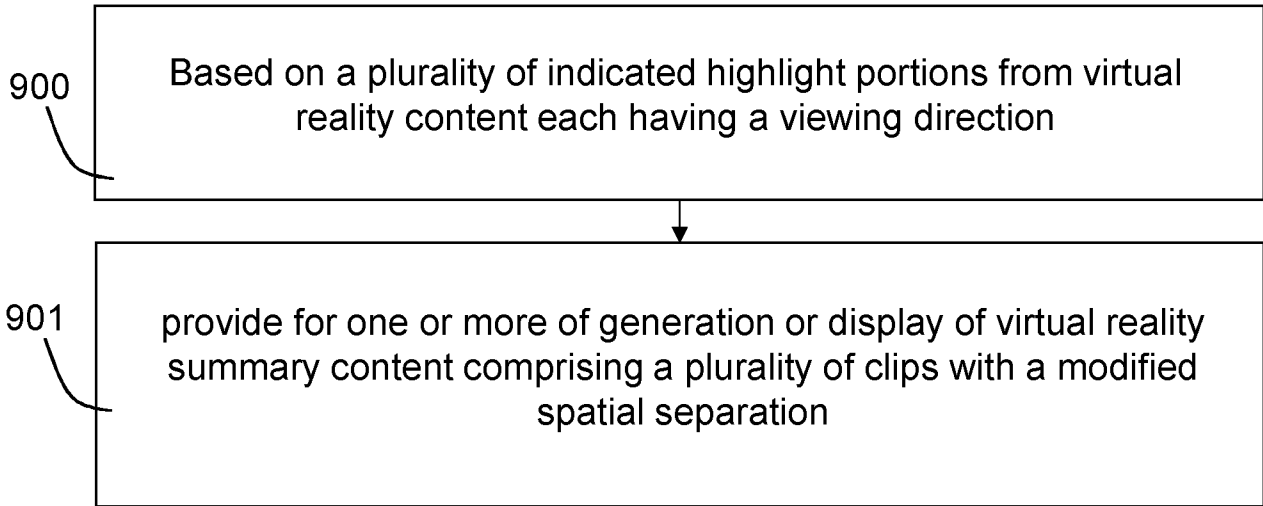 900
Based on a plurality of indicated highlight portions from virtual
reality content each having a viewing direction
901
provide for one or more of generation or display of virtual reality
summary content comprising a plurality of clips with a modified
spatial separation